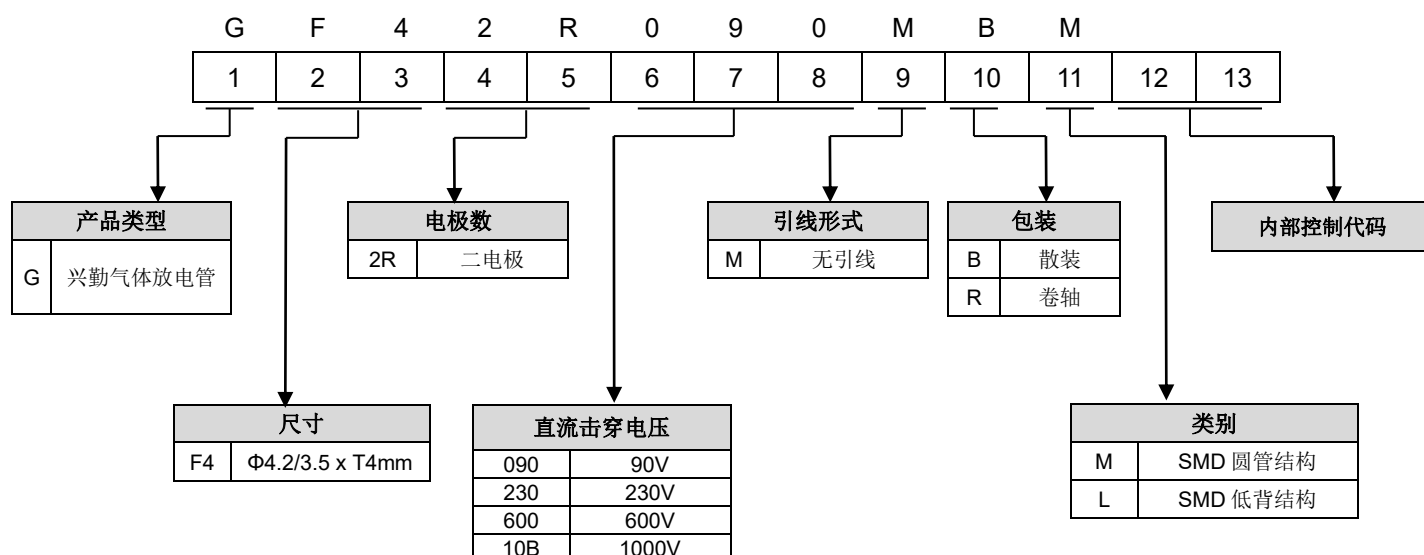 G F 4 2 R 0 9 0 M B M
1 2 3 4 5 6 7 8 9 10 11 12 13
产品类型
G 兴勤气体放电管
电极数
2R 二电极
引线形式
M 无引线
包装
B 散装
R 卷轴
内部控制代码
尺寸
F4 Φ4.2/3.5 x T4mm
直流击穿电压
090 90V
230 230V
600 600V
10B 1000V
类别
M SMD 圆管结构
L SMD 低背结构